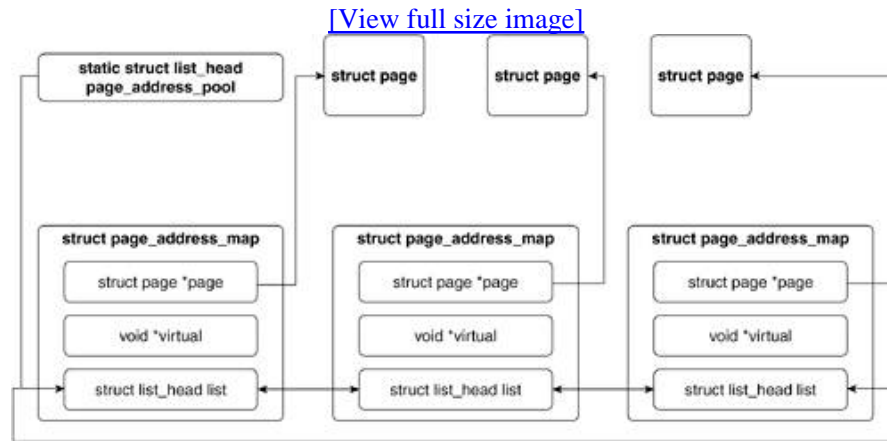 [View full size image]
static struct list_head
page_address_pool
struct page
struct page
struct page
struct page_address_map
struct page *page
void *virtual
struct list_head list
struct page_address_map
struct page *page
void *virtual
struct list_head list
struct page_address_map
struct page *page
void *virtual
struct list_head list